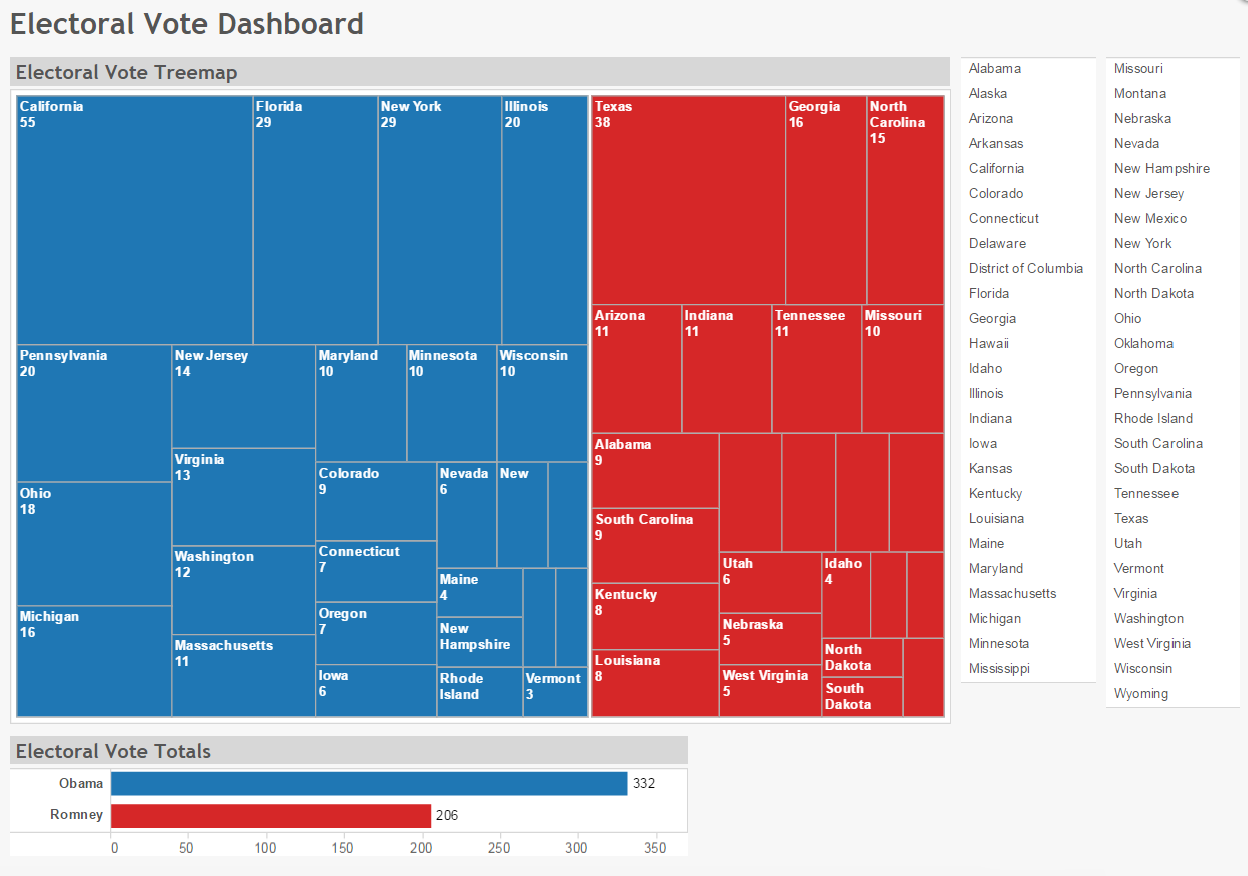 Electoral Vote Dashboard
Electoral Vote Treemap
California
55
Florida
29
New York
29
Illinois
20
Pennsylvania
20
Ohio
18
Michigan
16
New Jersey
14
Virginia
13
Washington
12
Massachusetts
11
Maryland
10
Minnesota
10
Wisconsin
10
Colorado
9
Connecticut
7
Oregon
7
Iowa
6
Nevada
6
New
Maine
4
New
Hampshire
Rhode
Island
Vermont
3
Texas
38
Georgia
16
North
Carolina
15
Arizona
11
Indiana
11
Tennessee
11
Missouri
10
Alabama
9
South Carolina
9
Kentucky
8
Louisiana
8
Utah
6
Nebraska
5
West Virginia
5
Idaho
4
North
Dakota
South
Dakota
Alabama
Alaska
Arizona
Arkansas
California
Colorado
Connecticut
Delaware
District of Columbia
Florida
Georgia
Hawaii
Idaho
Illinois
Indiana
Iowa
Kansas
Kentucky
Louisiana
Maine
Maryland
Massachusetts
Michigan
Minnesota
Mississippi
Missouri
Montana
Nebraska
Nevada
New Hampshire
New Jersey
New Mexico
New York
North Carolina
North Dakota
Ohio
Oklahoma
Oregon
Pennsylvania
Rhode Island
South Carolina
South Dakota
Tennessee
Texas
Utah
Vermont
Virginia
Washington
West Virginia
Wisconsin
Wyoming
Electoral Vote Totals
Obama 332
Romney 206
0 50 100 150 200 250 300 350